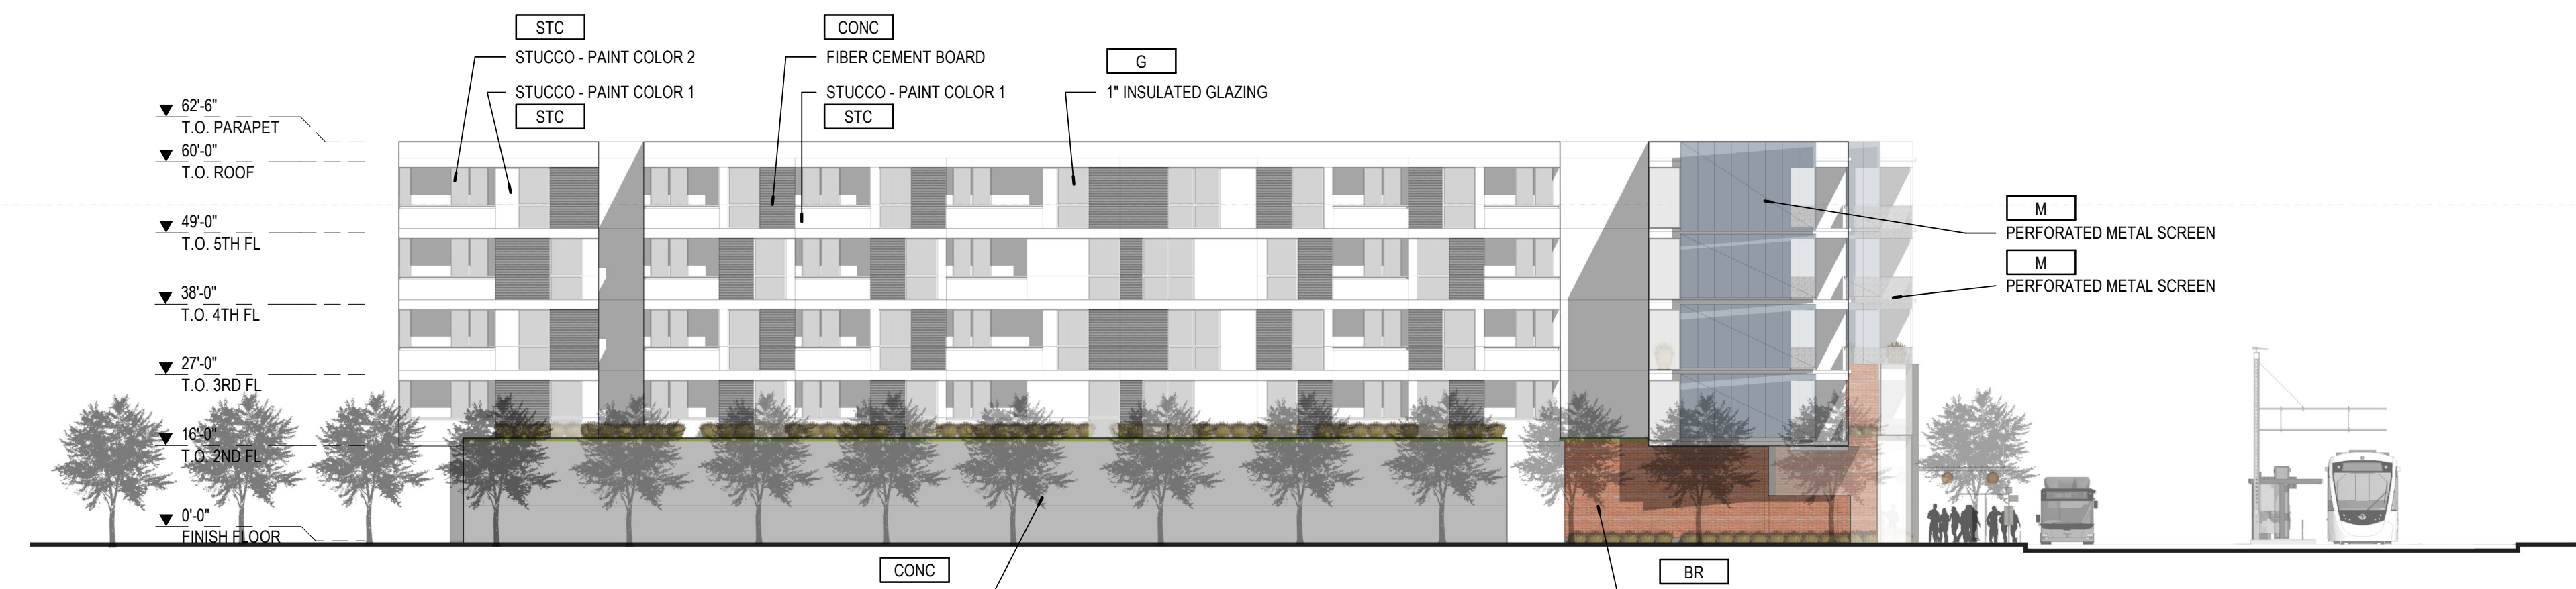 STC
STUCCO - PAINT COLOR 2
STUCCO - PAINT COLOR 1
STC
CONC
FIBER CEMENT BOARD
STUCCO - PAINT COLOR 1
STC
G
1" INSULATED GLAZING
62'-6"
T.O. PARAPET
60'-0"
T.O. ROOF
49'-0"
T.O. 5TH FL
38'-0"
T.O. 4TH FL
27'-0"
T.O. 3RD FL
16'-0"
T.O. 2ND FL
0'-0"
FINISH FLOOR
M
PERFORATED METAL SCREEN
M
PERFORATED METAL SCREEN
CONC
BR